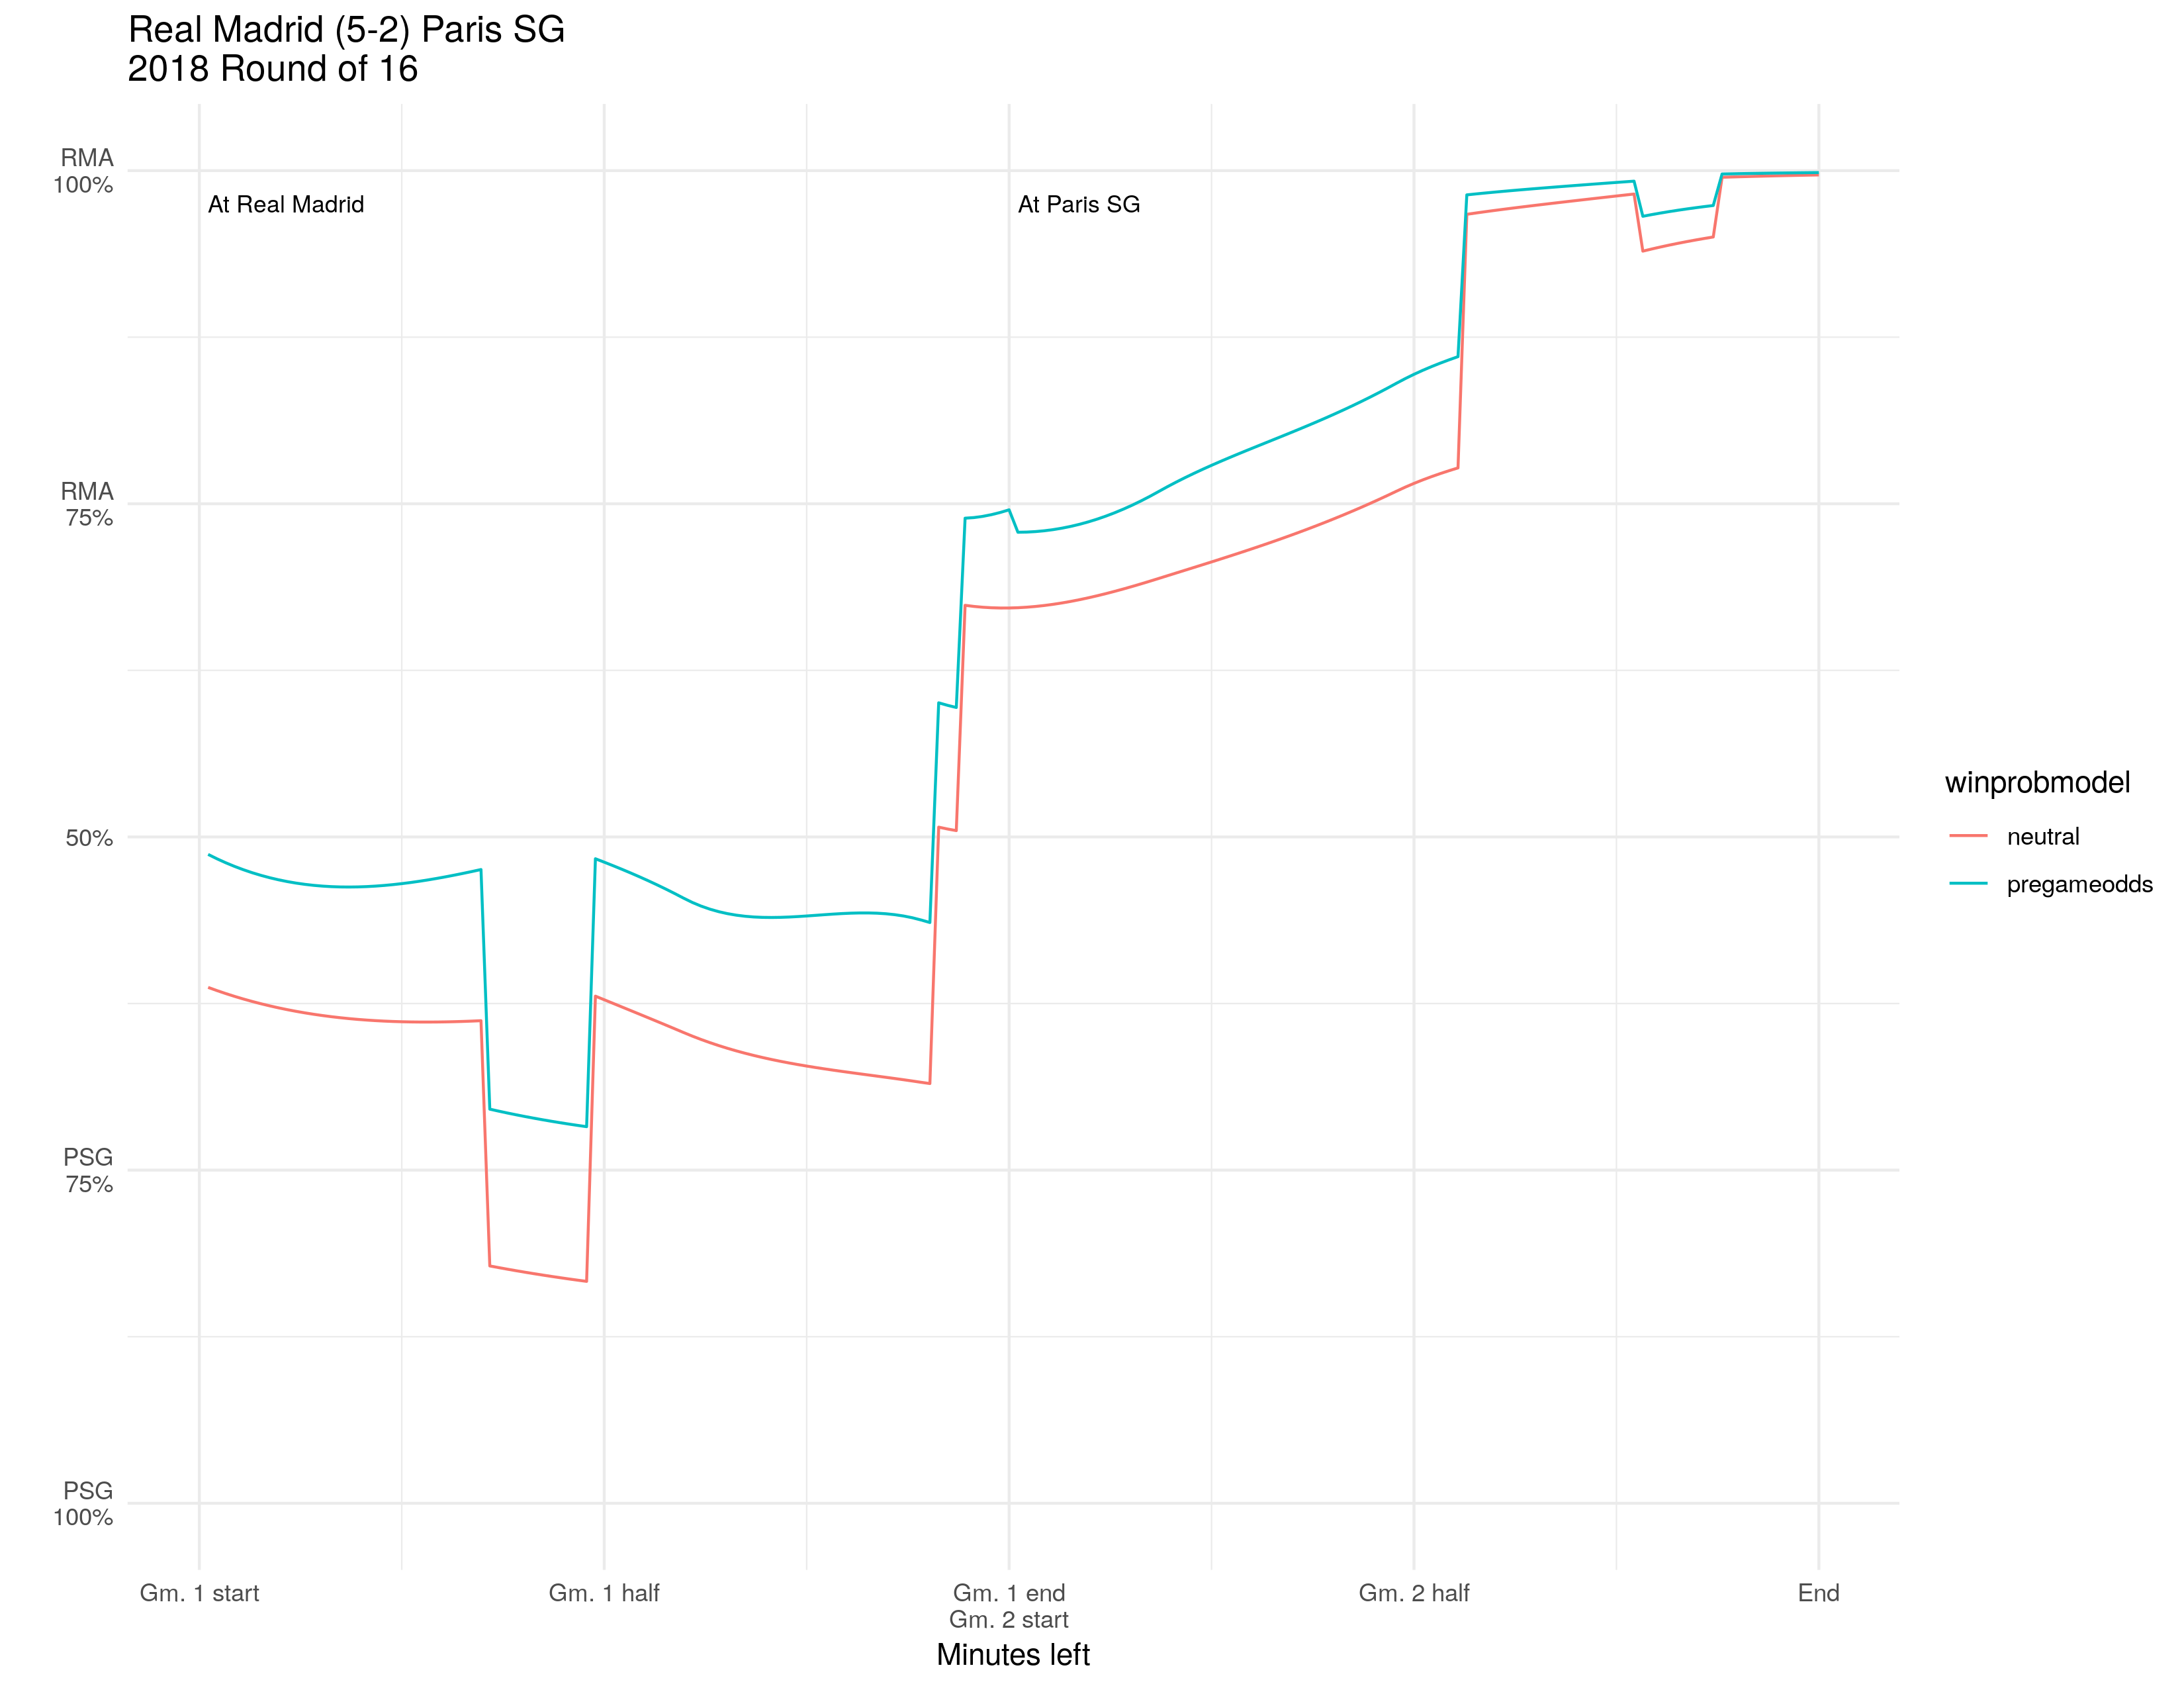 Real Madrid (5-2) Paris SG
2018 Round of 16
RMA
100%
At Real Madrid
At Paris SG
RMA
75%
50%
PSG
75%
PSG
100%
winprobmodel
neutral
pregameodds
Gm. 1 start
Gm. 1 half
Gm. 1 end
Gm. 2 start
Gm. 2 half
End
Minutes left